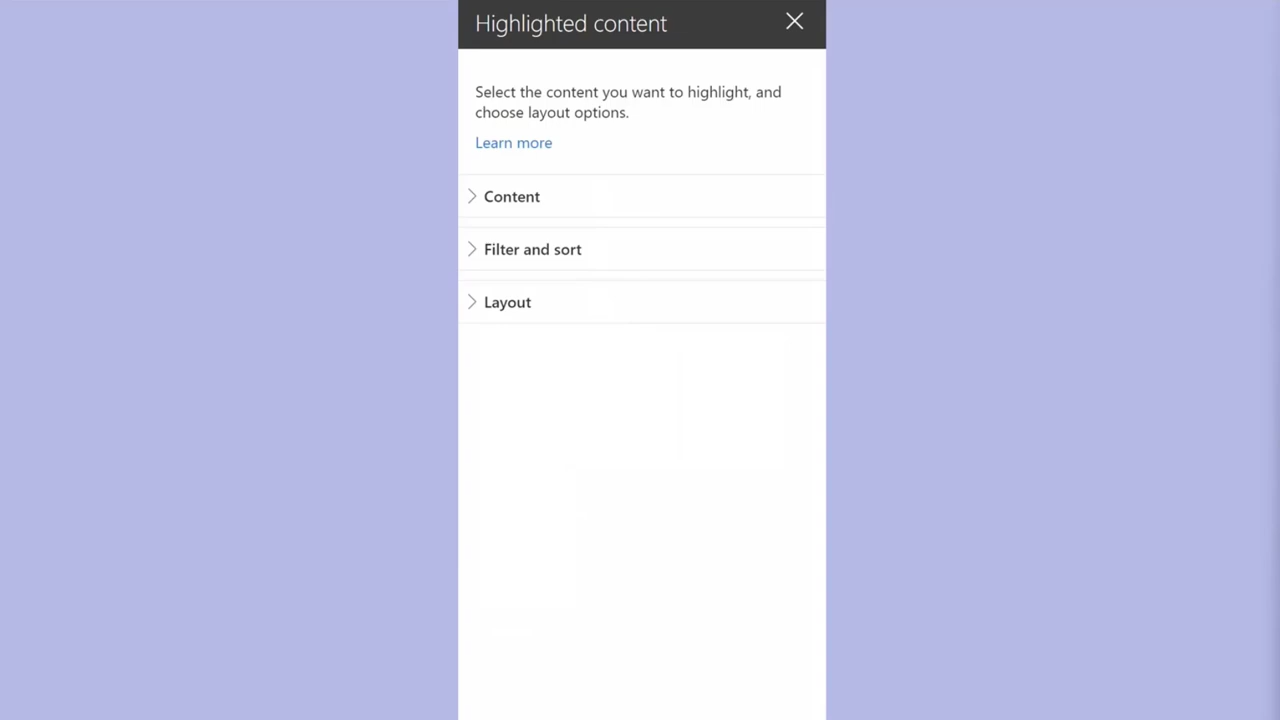 Highlighted content
Select the content you want to highlight, and
choose layout options.
Learn more
Content
Filter and sort
Layout